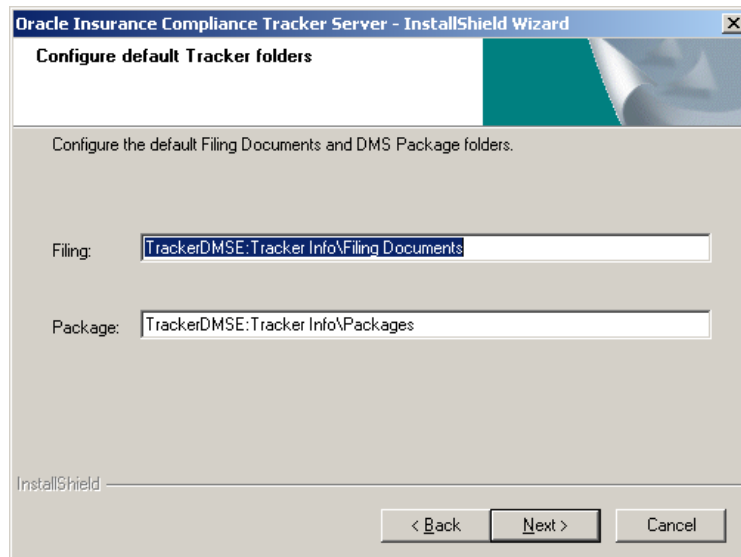 Oracle Insurance Compliance Tracker Server - InstallShield Wizard
Configure default Tracker folders
Configure the default Filing Documents and DMS Package folders.
Filing: TrackerDMSE:Tracker Info\Filing Documents
Package: TrackerDMSE:Tracker Info\Packages
InstallShield
< Back Next > Cancel